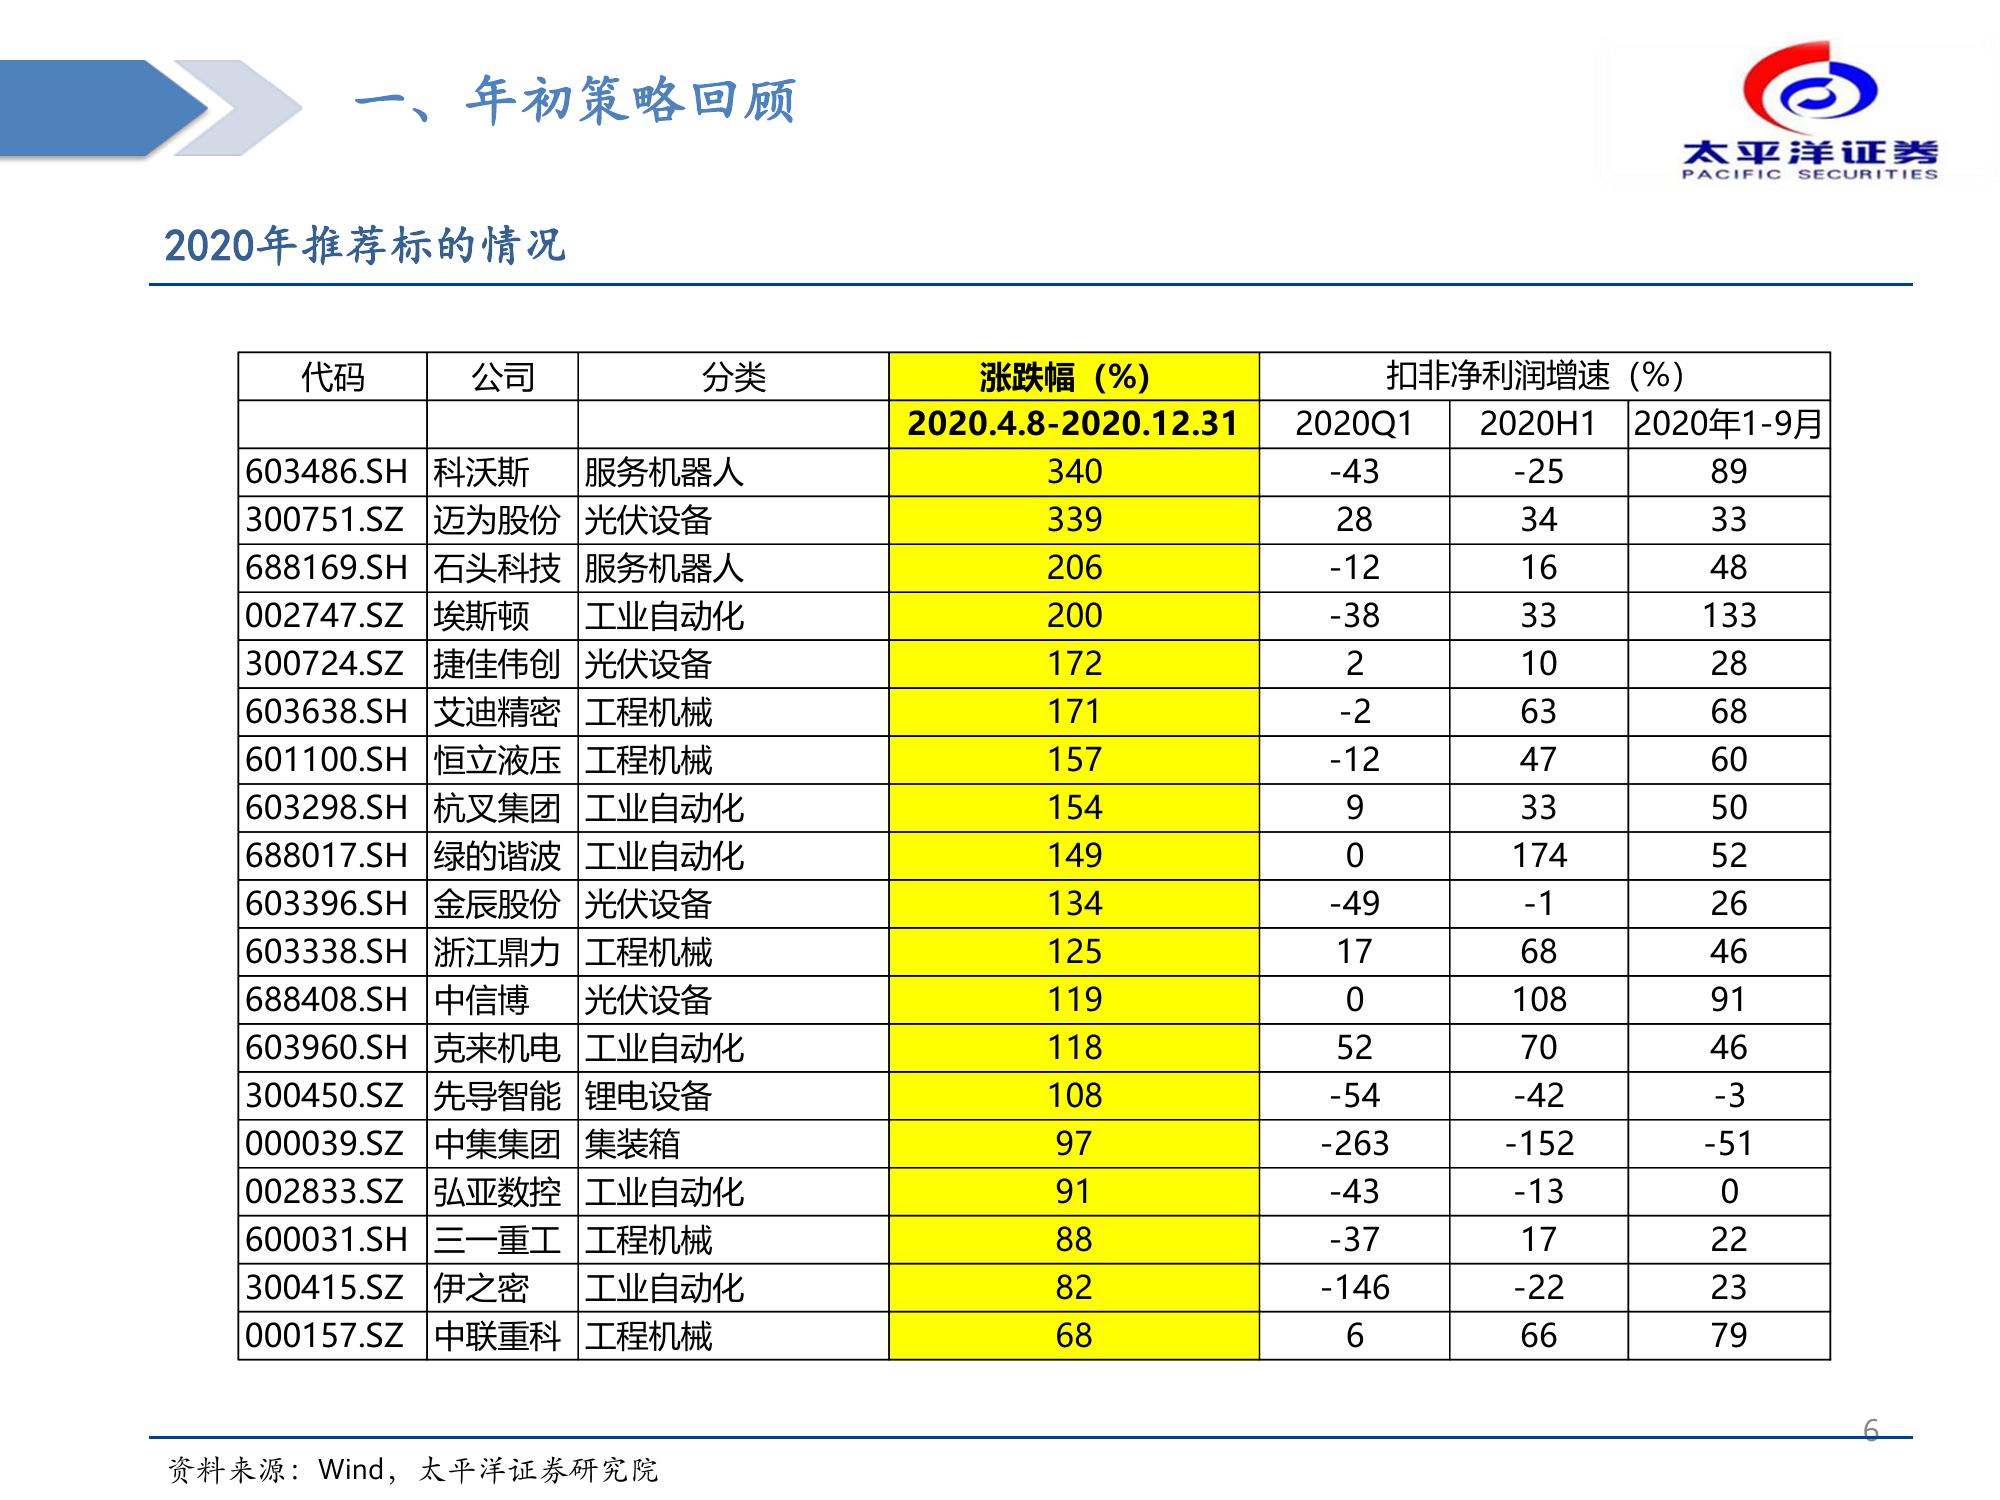 一、年初策略回顾
太平洋证券
PACIFIC SECURITIES
2020年推荐标的情况
代码 公司 分类 涨跌幅（%） 扣非净利润增速（%）
2020.4.8-2020.12.31 2020Q1 2020H1 2020年1-9月
603486.SH 科沃斯 服务机器人 340 -43 -25 89
300751.SZ 迈为股份 光伏设备 339 28 34 33
688169.SH 石头科技 服务机器人 206 -12 16 48
002747.SZ 埃斯顿 工业自动化 200 -38 33 133
300724.SZ 捷佳伟创 光伏设备 172 2 10 28
603638.SH 艾迪精密 工程机械 171 -2 63 68
601100.SH 恒立液压 工程机械 157 -12 47 60
603298.SH 杭叉集团 工业自动化 154 9 33 50
688017.SH 绿的谐波 工业自动化 149 0 174 52
603396.SH 金辰股份 光伏设备 134 -49 -1 26
603338.SH 浙江鼎力 工程机械 125 17 68 46
688408.SH 中信博 光伏设备 119 0 108 91
603960.SH 克来机电 工业自动化 118 52 70 46
300450.SZ 先导智能 锂电设备 108 -54 -42 -3
000039.SZ 中集集团 集装箱 97 -263 -152 -51
002833.SZ 弘亚数控 工业自动化 91 -43 -13 0
600031.SH 三一重工 工程机械 88 -37 17 22
300415.SZ 伊之密 工业自动化 82 -146 -22 23
000157.SZ 中联重科 工程机械 68 6 66 79
6
资料来源：Wind，太平洋证券研究院